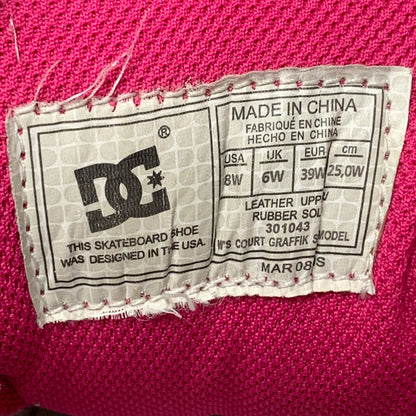 DC
®
THIS SKATEBOARD SHOE
WAS DESIGNED IN THE USA.
MADE IN CHINA
FABRIQUÉ EN CHINE
HECHO EN CHINA
USA UK EUR cm
8W 6W 39W 25,0W
LEATHER UPP
RUBBER SOL
301043
W'S COURT GRAFFIK S MODEL
MAR 08 S